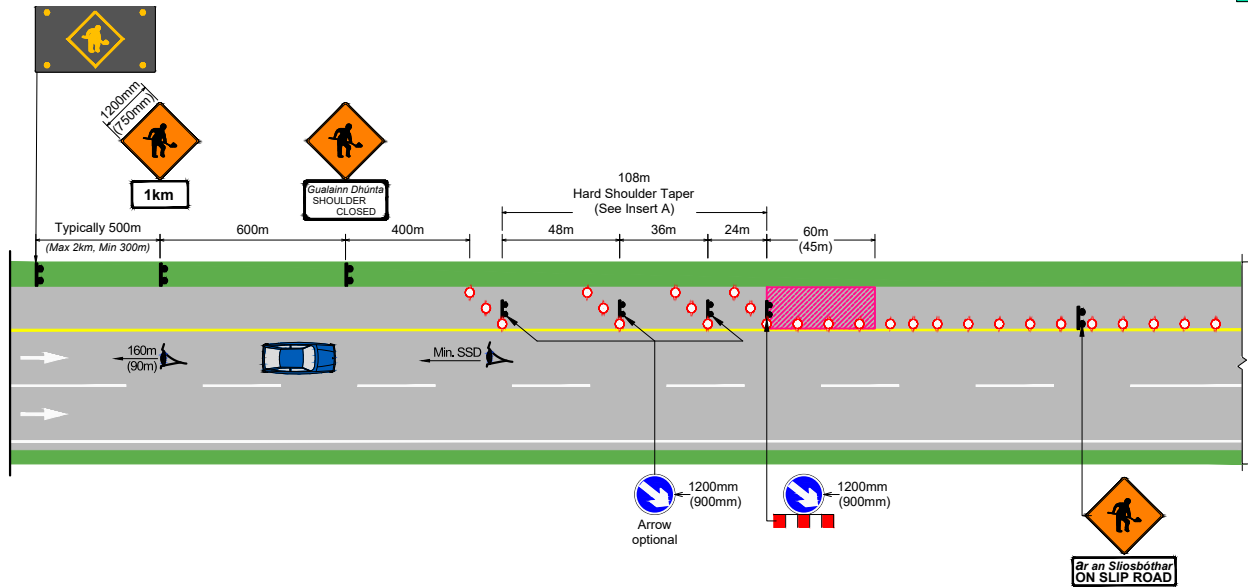 1200mm
(750mm)
1km
Gualainn Dhúnta
SHOULDER
CLOSED
108m
Hard Shoulder Taper
(See Insert A)
Typically 500m
(Max 2km, Min 300m)
600m
400m
48m
36m
24m
60m
(45m)
160m
(90m)
Min. SSD
1200mm
(900mm)
Arrow
optional
1200mm
(900mm)
ar an Sliosbóthar
ON SLIP ROAD